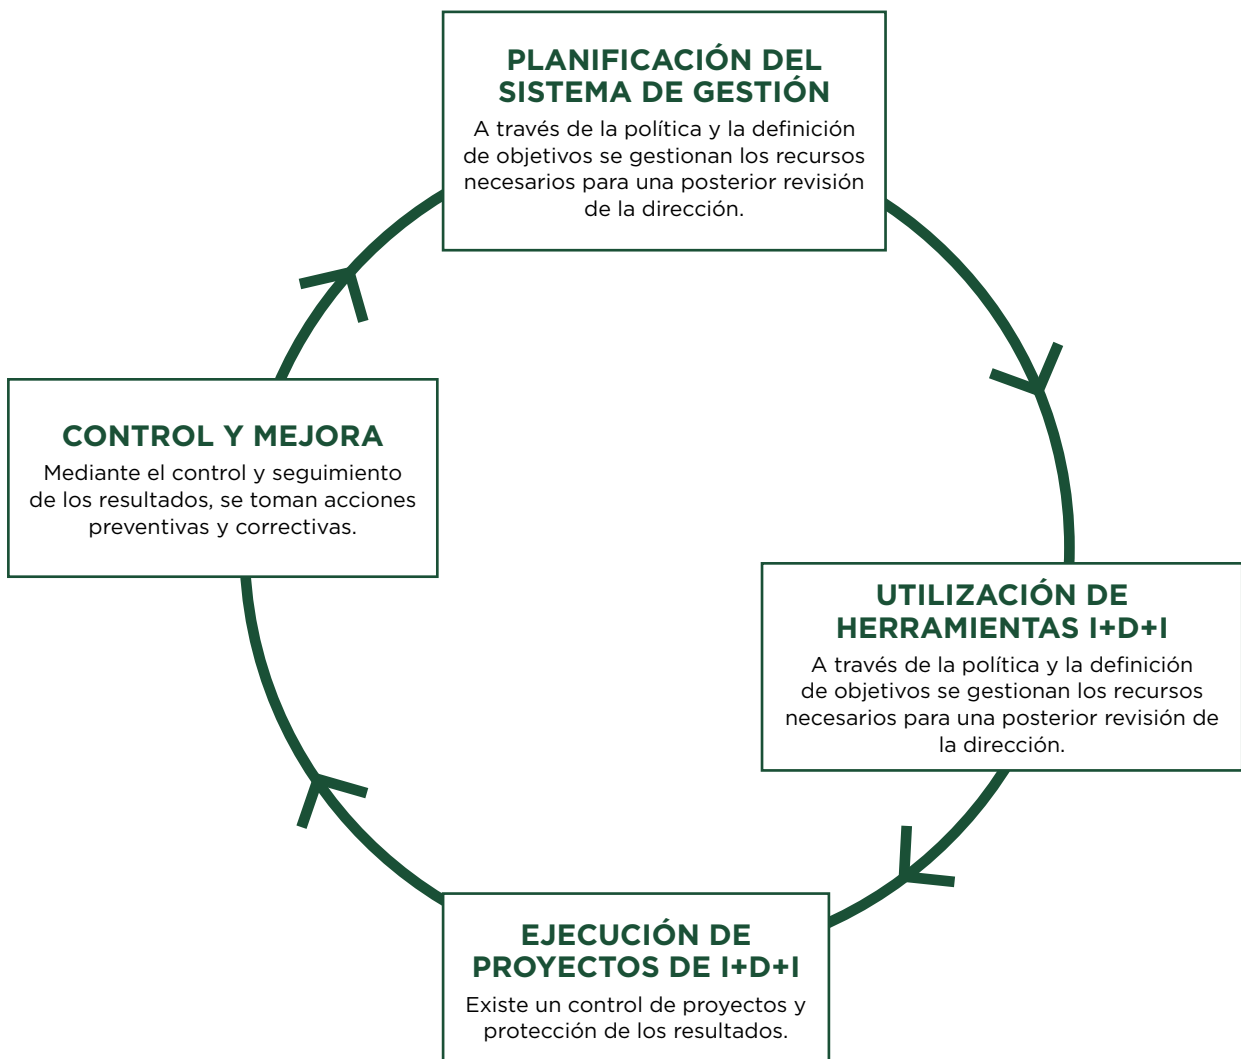 PLANIFICACIÓN DEL
SISTEMA DE GESTIÓN
A través de la política y la definición
de objetivos se gestionan los recursos
necesarios para una posterior revisión
de la dirección.
CONTROL Y MEJORA
Mediante el control y seguimiento
de los resultados, se toman acciones
preventivas y correctivas.
UTILIZACIÓN DE
HERRAMIENTAS I+D+I
A través de la política y la definición
de objetivos se gestionan los recursos
necesarios para una posterior revisión de
la dirección.
EJECUCIÓN DE
PROYECTOS DE I+D+I
Existe un control de proyectos y
protección de los resultados.